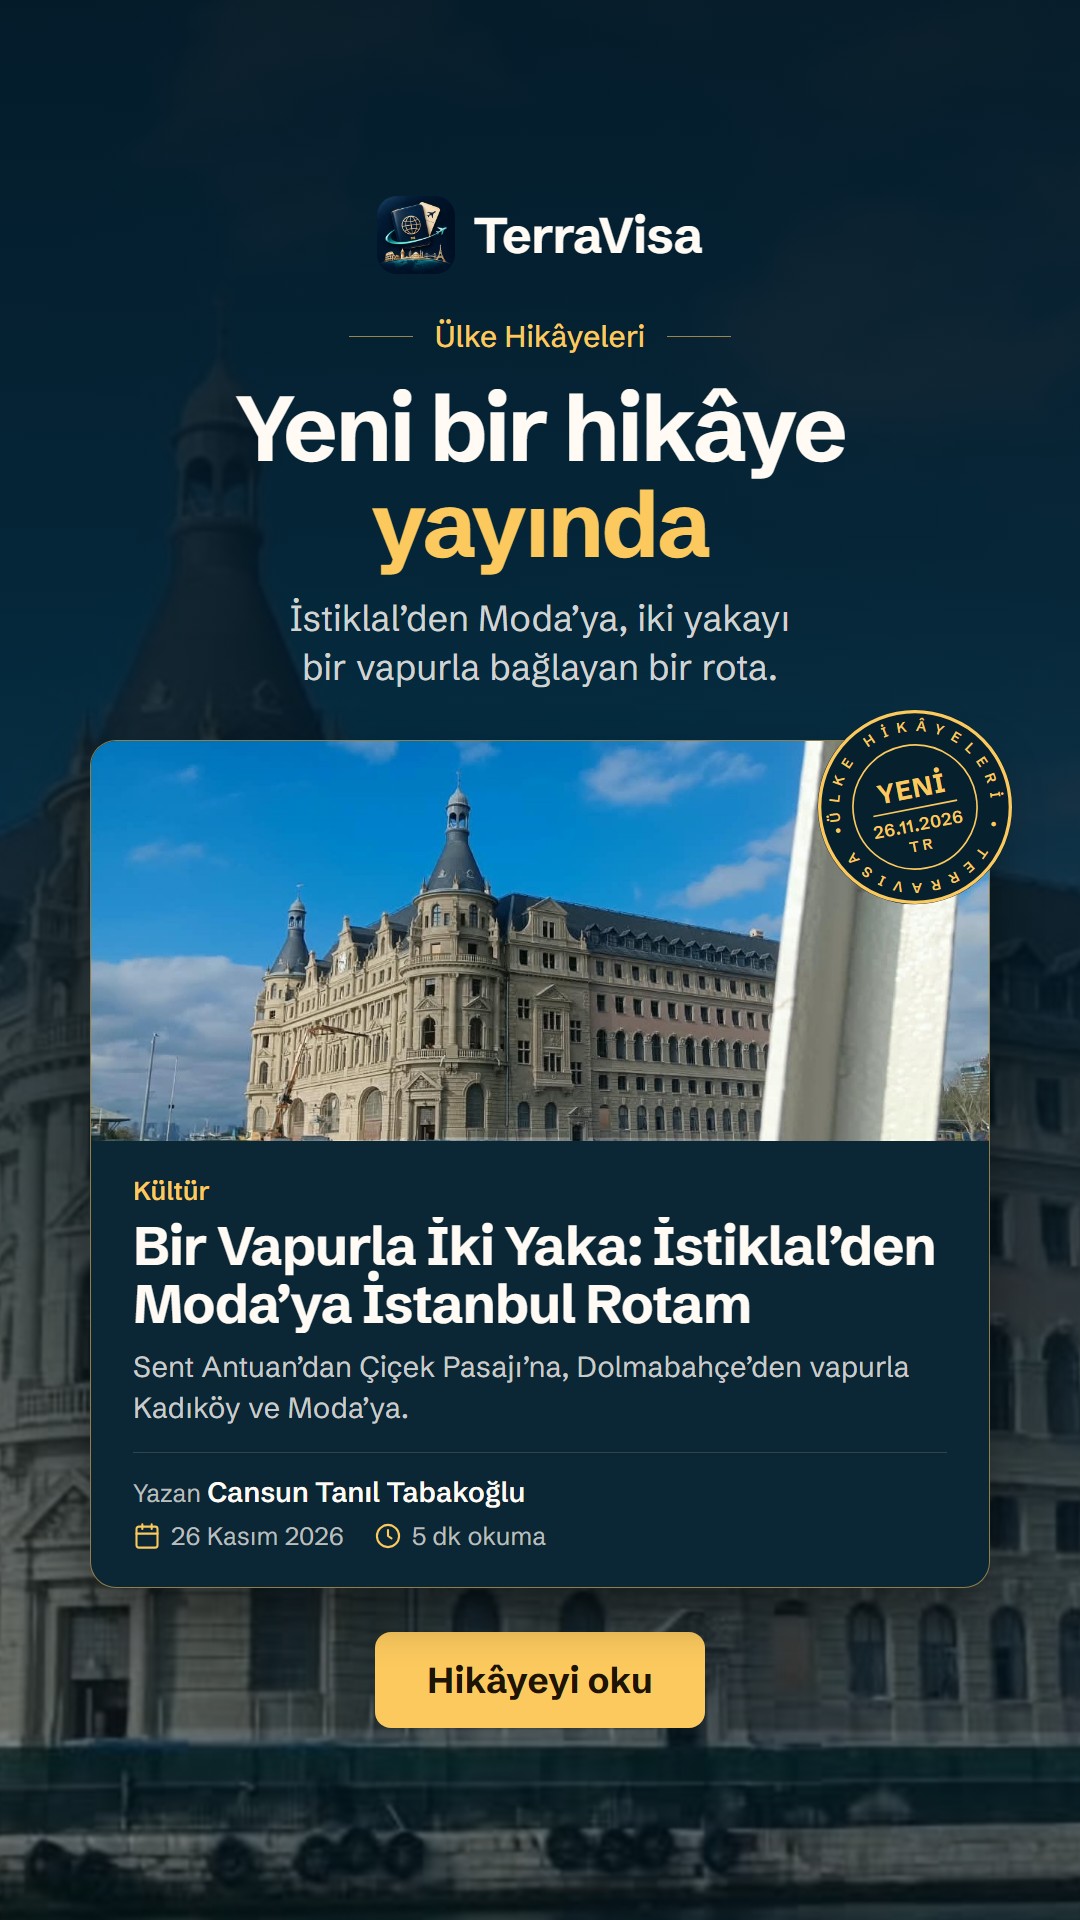 TerraVisa
Ülke Hikâyeleri
Yeni bir hikâye
yayında
İstiklal’den Moda’ya, iki yakayı
bir vapurla bağlayan bir rota.
ÜLKE HİKÂYELERİ • TERRAVISA •
YENİ
26.11.2026
TR
Kültür
Bir Vapurla İki Yaka: İstiklal’den
Moda’ya İstanbul Rotam
Sent Antuan’dan Çiçek Pasajı’na, Dolmabahçe’den vapurla
Kadıköy ve Moda’ya.
Yazan Cansun Tanıl Tabakoğlu
26 Kasım 2026 5 dk okuma
Hikâyeyi oku